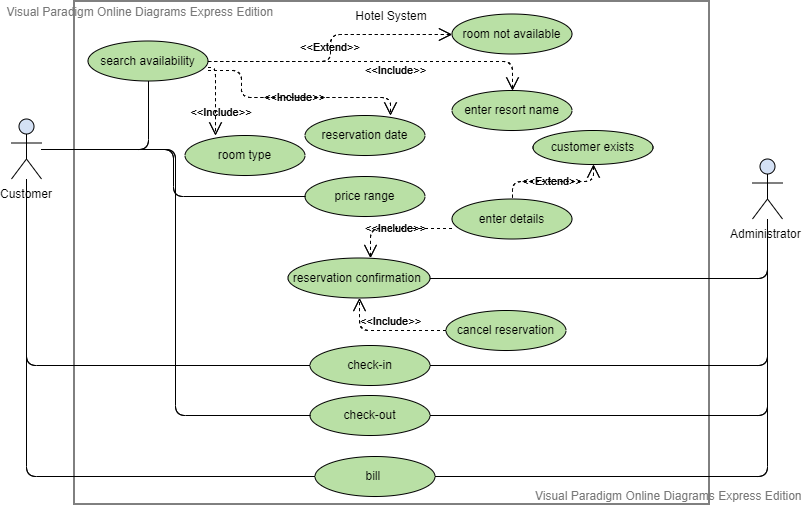 Visual Paradigm Online Diagrams Express Edition
Hotel System
room not available
<<Extend>>
search availability
<<Include>>
<<Include>>
<<Include>>
enter resort name
reservation date
room type
customer exists
<<Extend>>
price range
enter details
Customer
Administrator
<<Include>>
reservation confirmation
<<Include>>
cancel reservation
check-in
check-out
bill
Visual Paradigm Online Diagrams Express Edition